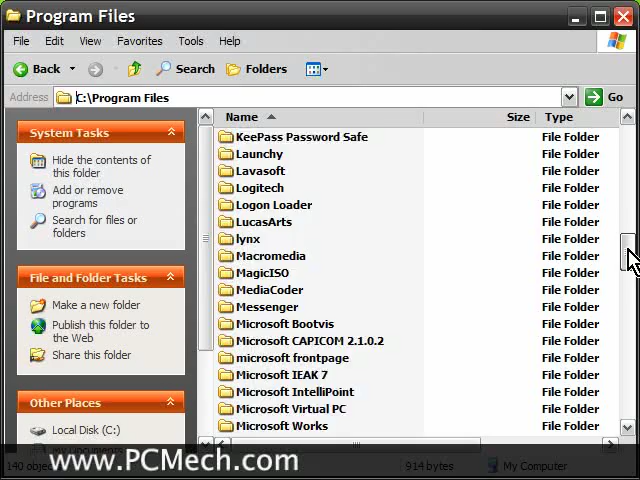 Program Files
File Edit View Favorites Tools Help
Back Search Folders
Address C:\Program Files Go
System Tasks
Hide the contents of
this folder
Add or remove
programs
Search for files or
folders
File and Folder Tasks
Make a new folder
Publish this folder to
the Web
Share this folder
Other Places
Local Disk (C:)
My Documents
Name Size Type
KeePass Password Safe File Folder
Launchy File Folder
Lavasoft File Folder
Logitech File Folder
Logon Loader File Folder
LucasArts File Folder
lynx File Folder
Macromedia File Folder
MagicISO File Folder
MediaCoder File Folder
Messenger File Folder
Microsoft Bootvis File Folder
Microsoft CAPICOM 2.1.0.2 File Folder
microsoft frontpage File Folder
Microsoft IEAK 7 File Folder
Microsoft IntelliPoint File Folder
Microsoft Virtual PC File Folder
Microsoft Works File Folder
140 914 bytes My Computer
www.PCMech.com